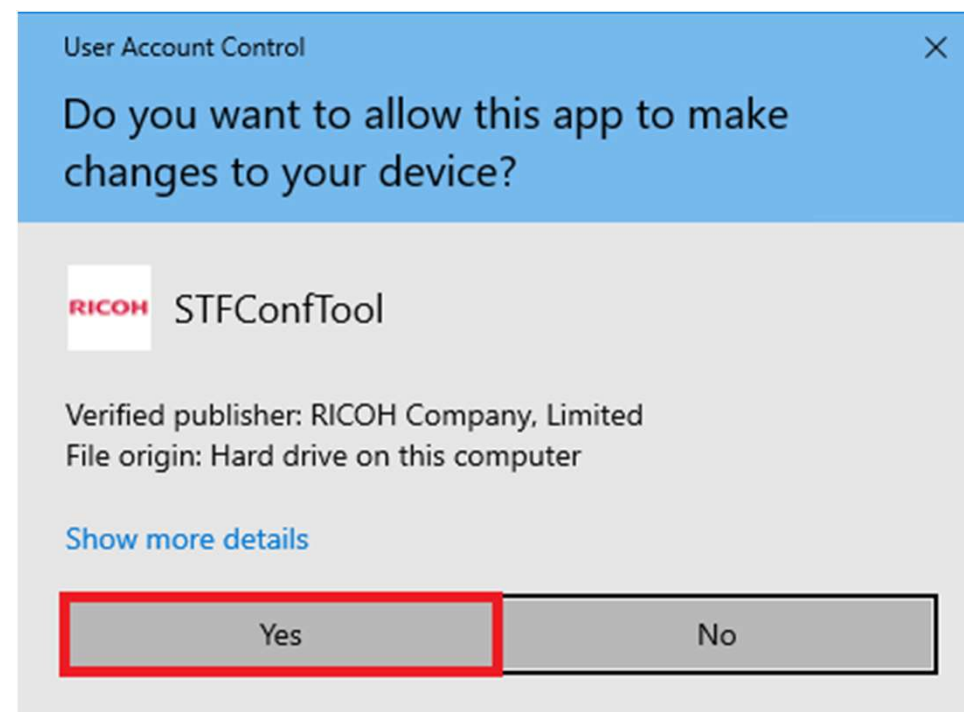 User Account Control
Do you want to allow this app to make
changes to your device?
RICOH
STFConfTool
Verified publisher: RICOH Company, Limited
File origin: Hard drive on this computer
Show more details
Yes
No